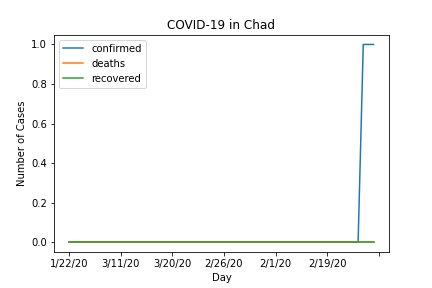 COVID-19 in Chad
confirmed
deaths
recovered
Number of Cases
1.0
0.8
0.6
0.4
0.2
0.0
1/22/20 3/11/20 3/20/20 2/26/20 2/1/20 2/19/20
Day